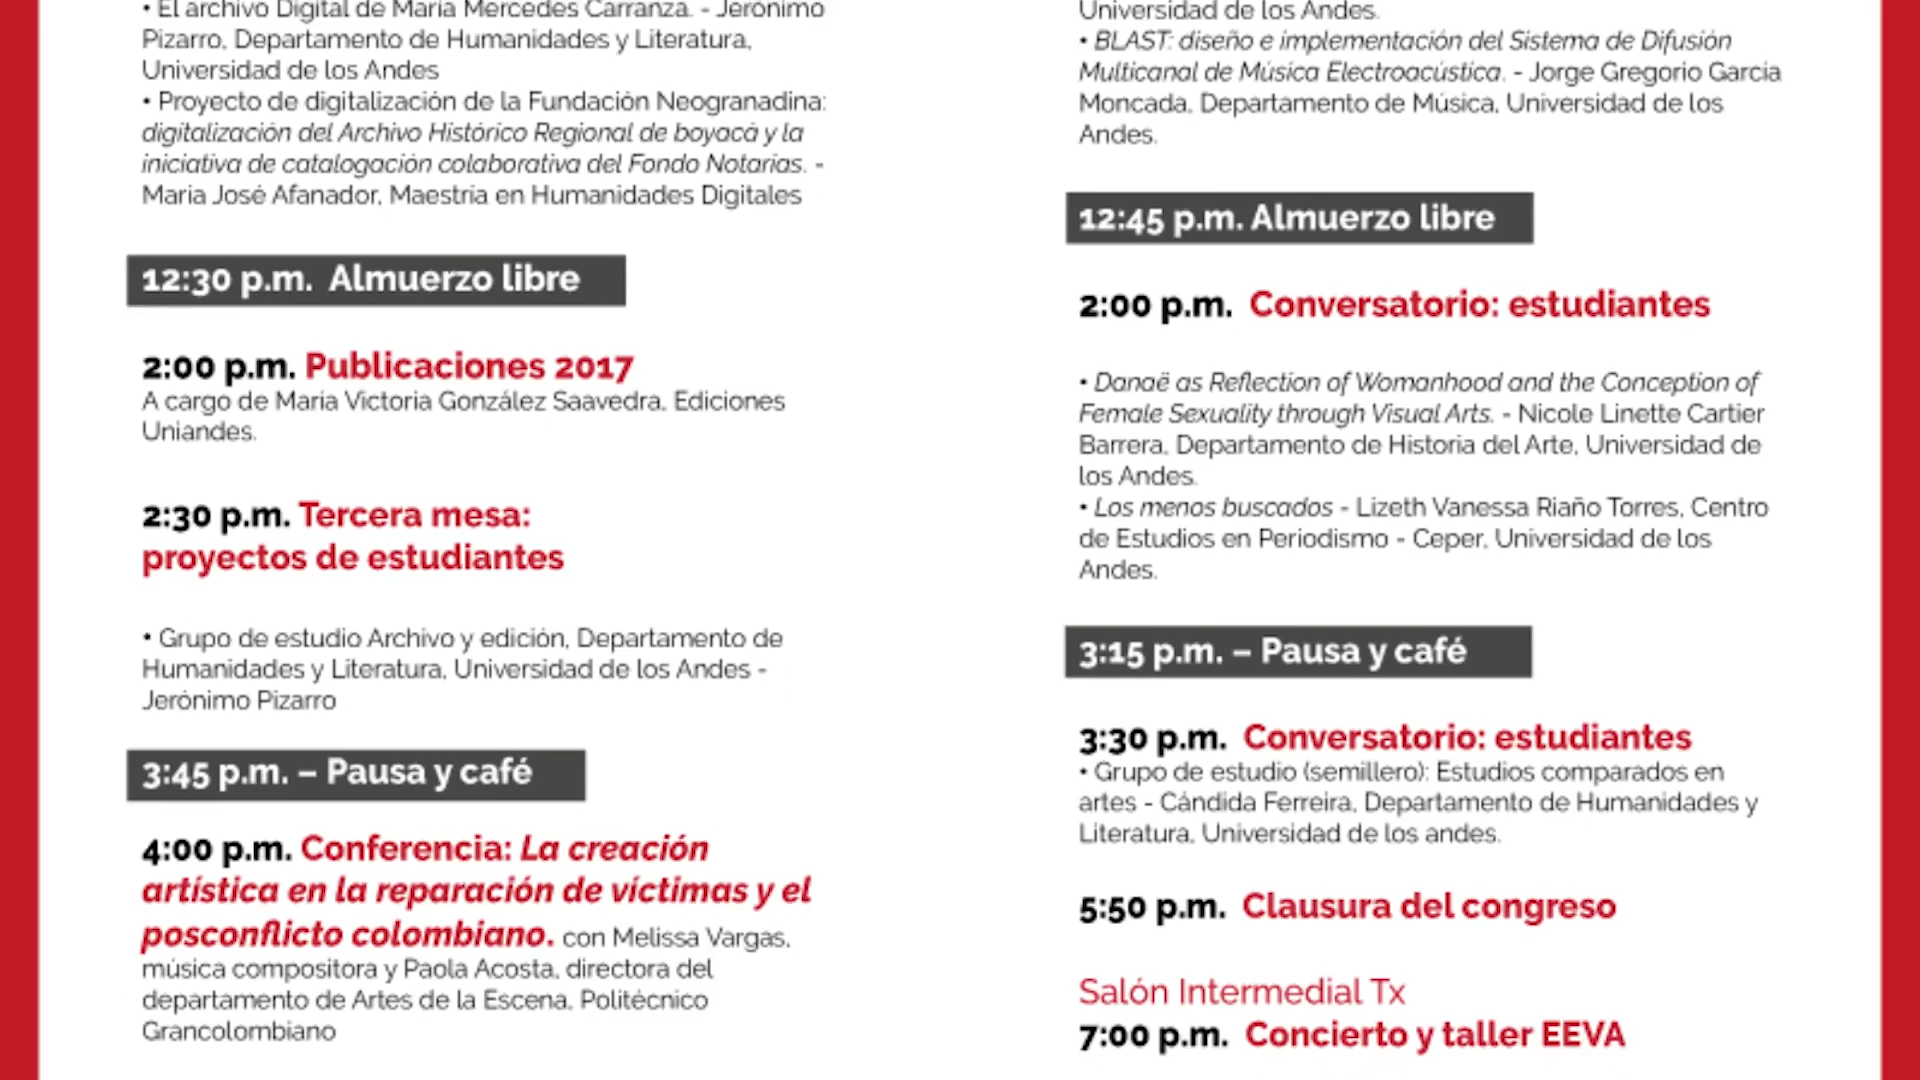 • El archivo Digital de María Mercedes Carranza. - Jerónimo
Pizarro, Departamento de Humanidades y Literatura,
Universidad de los Andes
• Proyecto de digitalización de la Fundación Neogranadina:
digitalización del Archivo Histórico Regional de boyacá y la
iniciativa de catalogación colaborativa del Fondo Notarías. -
María José Afanador, Maestría en Humanidades Digitales
12:30 p.m. Almuerzo libre
2:00 p.m. Publicaciones 2017
A cargo de María Victoria González Saavedra, Ediciones
Uniandes.
2:30 p.m. Tercera mesa:
proyectos de estudiantes
• Grupo de estudio Archivo y edición, Departamento de
Humanidades y Literatura, Universidad de los Andes -
Jerónimo Pizarro
3:45 p.m. – Pausa y café
4:00 p.m. Conferencia: La creación
artística en la reparación de víctimas y el
posconflicto colombiano. con Melissa Vargas,
música compositora y Paola Acosta, directora del
departamento de Artes de la Escena, Politécnico
Grancolombiano
Universidad de los Andes.
• BLAST: diseño e implementación del Sistema de Difusión
Multicanal de Música Electroacústica. - Jorge Gregorio García
Moncada, Departamento de Música, Universidad de los
Andes.
12:45 p.m. Almuerzo libre
2:00 p.m. Conversatorio: estudiantes
• Danaë as Reflection of Womanhood and the Conception of
Female Sexuality through Visual Arts. - Nicole Linette Cartier
Barrera, Departamento de Historia del Arte, Universidad de
los Andes.
• Los menos buscados - Lizeth Vanessa Riaño Torres, Centro
de Estudios en Periodismo - Ceper, Universidad de los
Andes.
3:15 p.m. – Pausa y café
3:30 p.m. Conversatorio: estudiantes
• Grupo de estudio (semillero): Estudios comparados en
artes - Cándida Ferreira, Departamento de Humanidades y
Literatura, Universidad de los andes.
5:50 p.m. Clausura del congreso
Salón Intermedial Tx
7:00 p.m. Concierto y taller EEVA